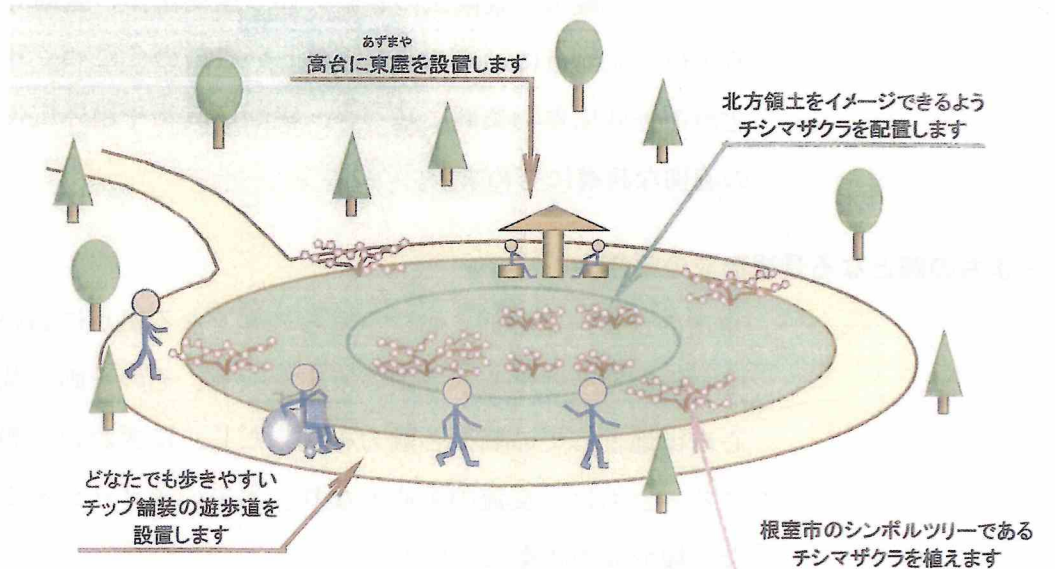 あずまや
高台に東屋を設置します
北方領土をイメージできるよう
チシマザクラを配置します
どなたでも歩きやすい
チップ舗装の遊歩道を
設置します
根室市のシンボルツリーである
チシマザクラを植えます